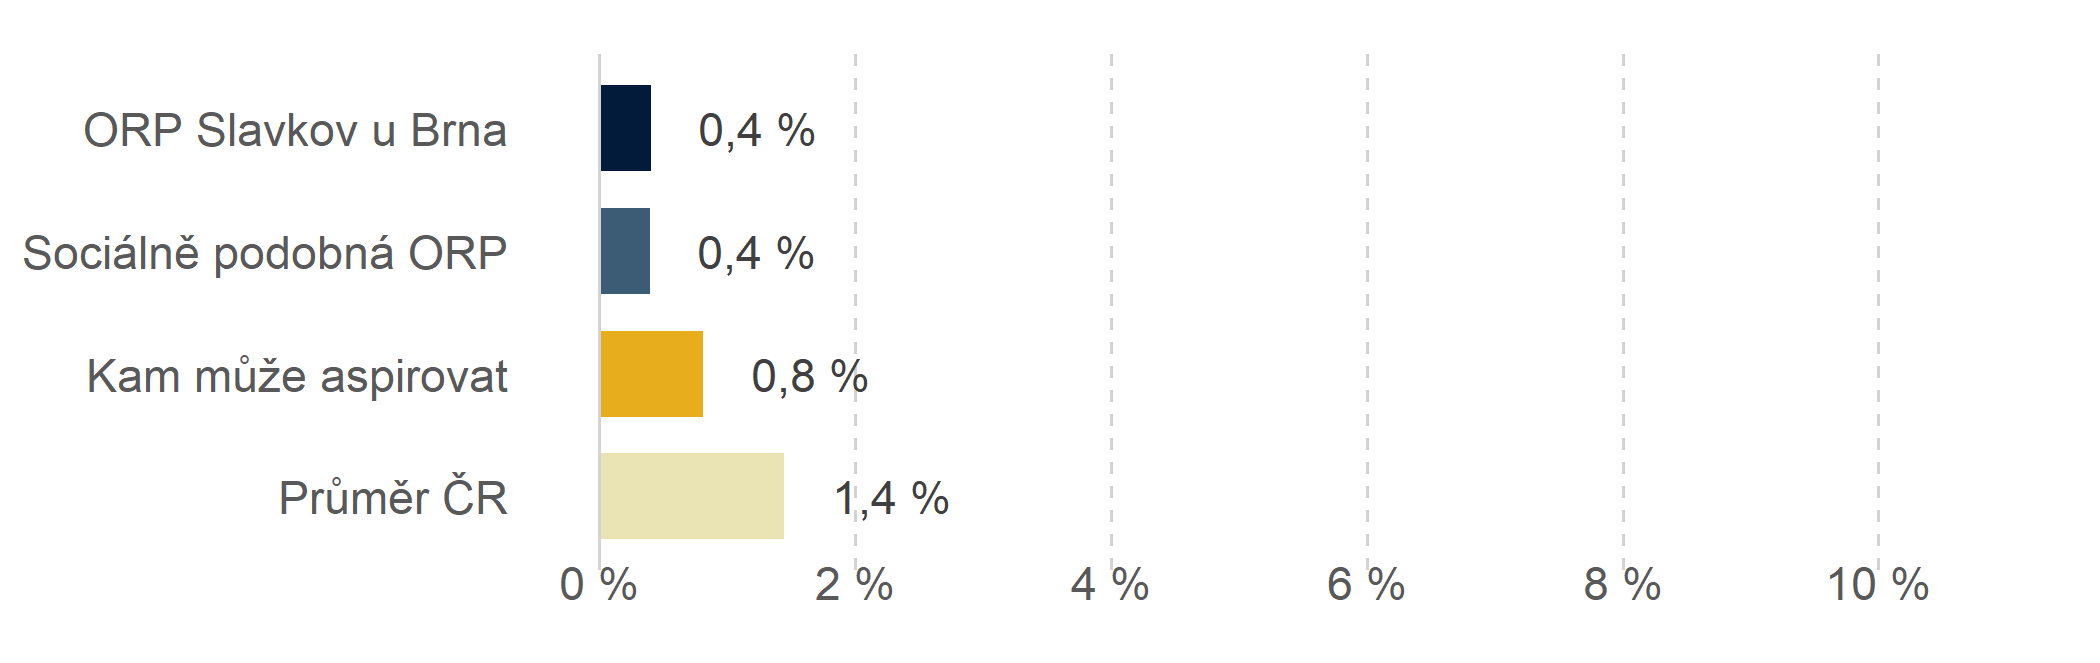 ORP Slavkov u Brna 0,4 %
Sociálně podobná ORP 0,4 %
Kam může aspirovat 0,8 %
Průměr ČR 1,4 %
0 % 2 % 4 % 6 % 8 % 10 %